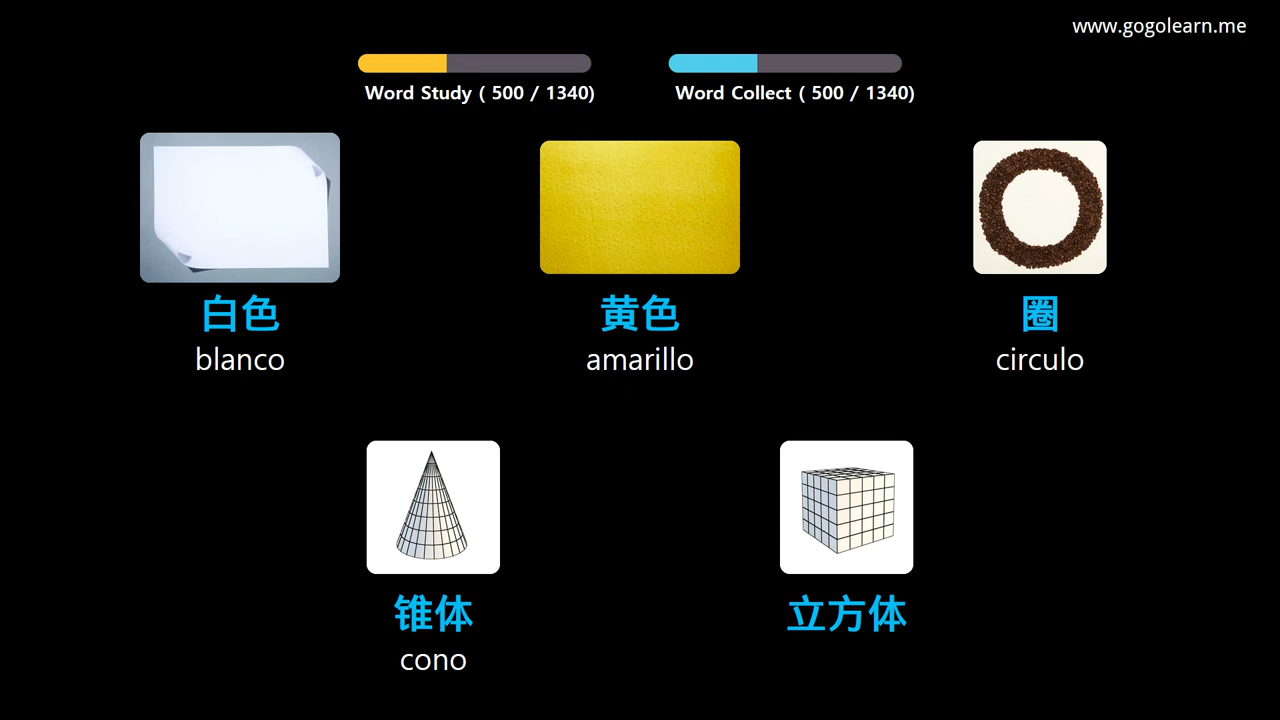 www.gogolearn.me
Word Study ( 500 / 1340)
Word Collect ( 500 / 1340)
白色
blanco
黄色
amarillo
圈
circulo
锥体
cono
立方体